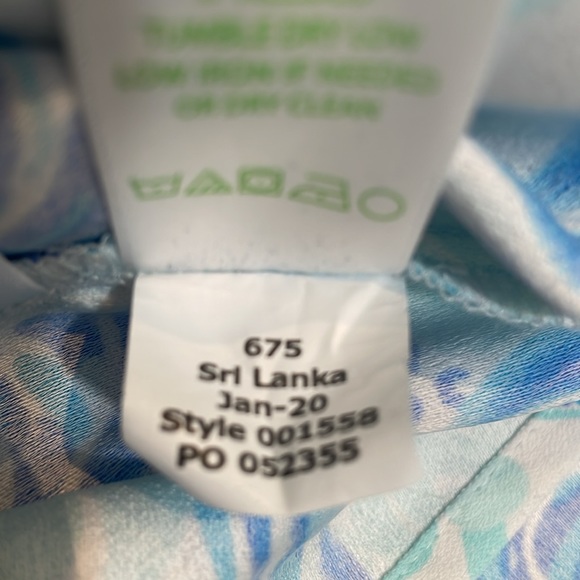 TUMBLE DRY LOW
LOW IRON IF NEEDED
OR DRY CLEAN
675
Sri Lanka
Jan-20
Style 001558
PO 052355